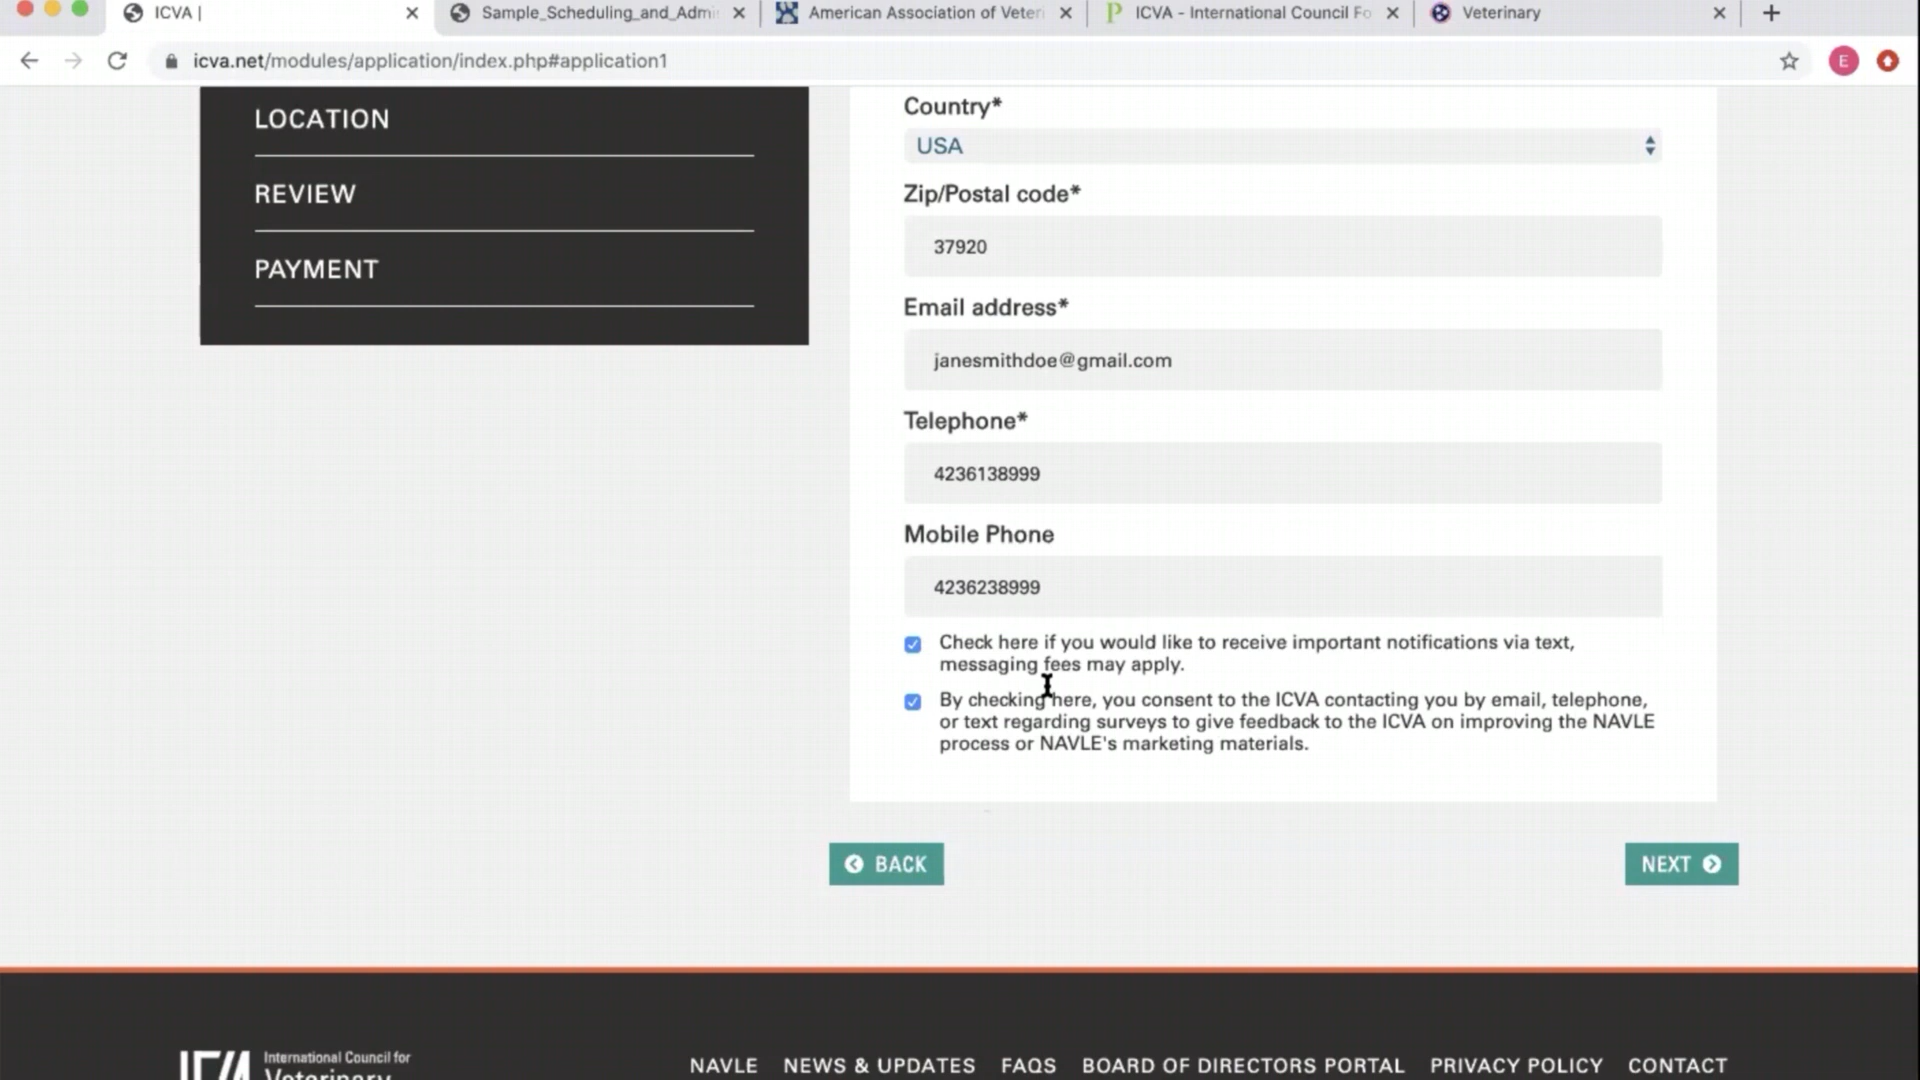 ICVA |
Sample_Scheduling_and_Admi
American Association of Veteri
ICVA - International Council Fo
Veterinary
icva.net/modules/application/index.php#application1
E
LOCATION
REVIEW
PAYMENT
Country*
USA
Zip/Postal code*
37920
Email address*
janesmithdoe@gmail.com
Telephone*
4236138999
Mobile Phone
4236238999
Check here if you would like to receive important notifications via text,
messaging fees may apply.
By checking here, you consent to the ICVA contacting you by email, telephone,
or text regarding surveys to give feedback to the ICVA on improving the NAVLE
process or NAVLE's marketing materials.
BACK
NEXT
International Council for
Veterinary
NAVLE NEWS & UPDATES FAQS BOARD OF DIRECTORS PORTAL PRIVACY POLICY CONTACT